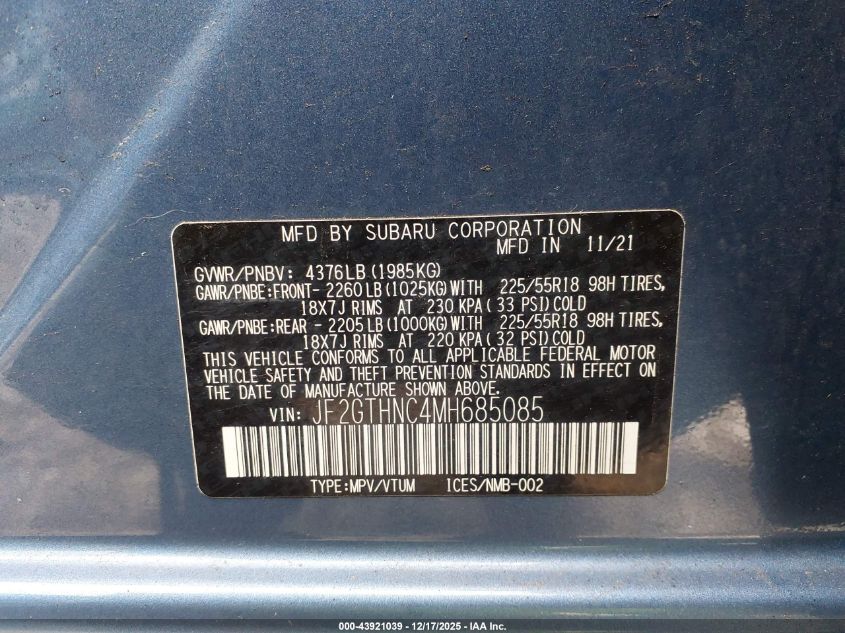 MFD BY SUBARU CORPORATION
MFD IN 11/21
GVWR/PNBV: 4376LB (1985KG)
GAWR/PNBE:FRONT- 2260LB (1025KG) WITH 225/55R18 98H TIRES,
18X7J RIMS AT 230 KPA ( 33 PSI) COLD
GAWR/PNBE:REAR - 2205LB (1000KG) WITH 225/55R18 98H TIRES,
18X7J RIMS AT 220 KPA ( 32 PSI) COLD
THIS VEHICLE CONFORMS TO ALL APPLICABLE FEDERAL MOTOR
VEHICLE SAFETY AND THEFT PREVENTION STANDARDS IN EFFECT ON
THE DATE OF MANUFACTURE SHOWN ABOVE.
VIN: JF2GTHNC4MH685085
TYPE:MPV/VTUM ICES/NMB-002
000-43921039 - 12/17/2025 - IAA Inc.